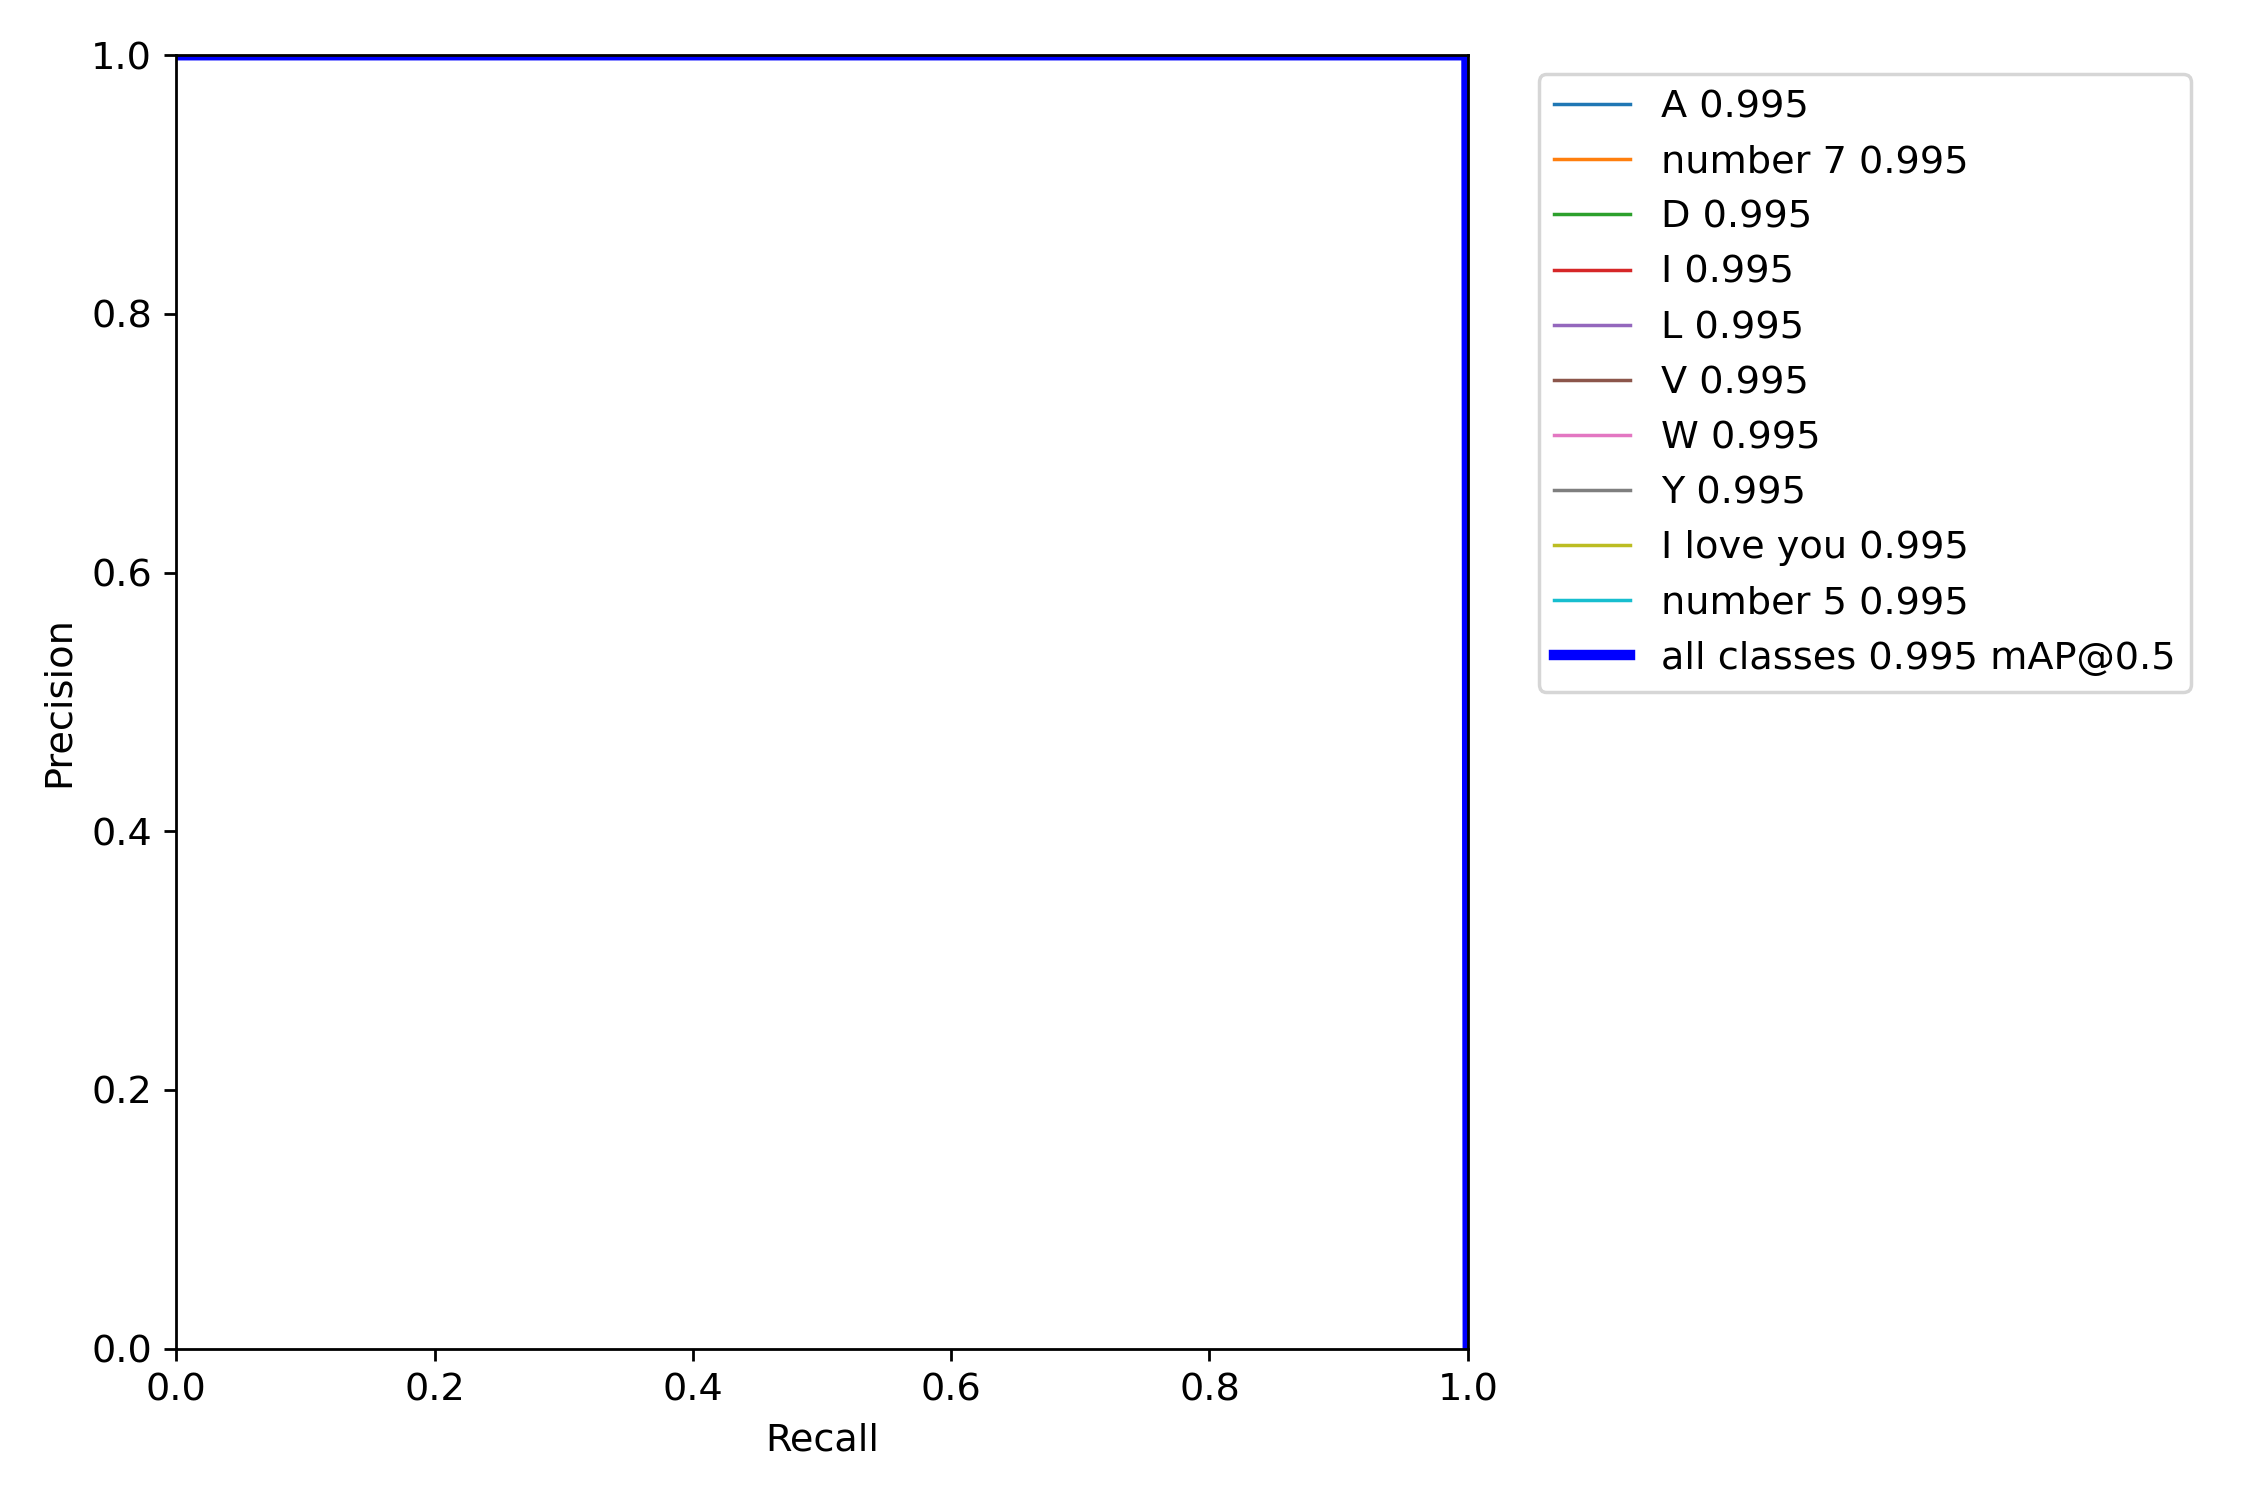 1.0
0.8
0.6
0.4
0.2
0.0
Precision
0.0 0.2 0.4 0.6 0.8 1.0
Recall
A 0.995
number 7 0.995
D 0.995
I 0.995
L 0.995
V 0.995
W 0.995
Y 0.995
I love you 0.995
number 5 0.995
all classes 0.995 mAP@0.5